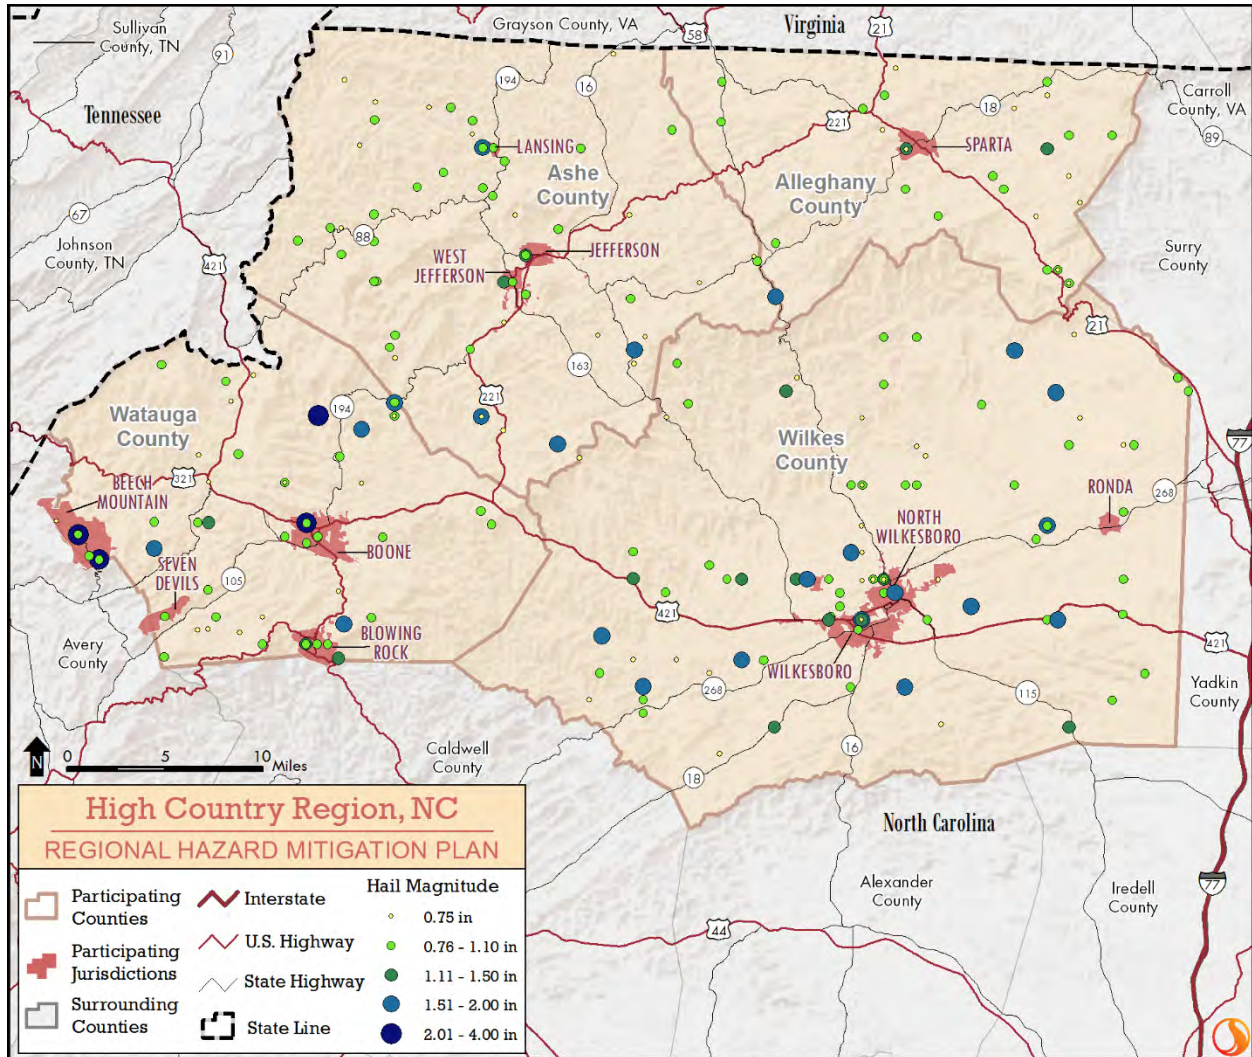 Sullivan
County, TN
Grayson County, VA
Virginia
58
21
91
194
16
Carroll
County, VA
Tennessee
18
221
89
LANSING
SPARTA
Ashe
County
Alleghany
County
67
88
Johnson
County, TN
421
WEST
JEFFERSON
JEFFERSON
Surry
County
21
163
221
194
Watauga
County
Wilkes
County
77
321
BEECH
MOUNTAIN
RONDA
268
NORTH
WILKESBORO
BOONE
SEVEN
DEVILS
105
421
Avery
County
BLOWING
ROCK
WILKESBORO
421
268
115
Yadkin
County
16
18
N
0 5 10
Miles
Caldwell
County
North Carolina
High Country Region, NC
REGIONAL HAZARD MITIGATION PLAN
Participating
Counties
Participating
Jurisdictions
Surrounding
Counties
Interstate
U.S. Highway
State Highway
State Line
Hail Magnitude
0.75 in
0.76 - 1.10 in
1.11 - 1.50 in
1.51 - 2.00 in
2.01 - 4.00 in
Alexander
County
Iredell
County
77
44